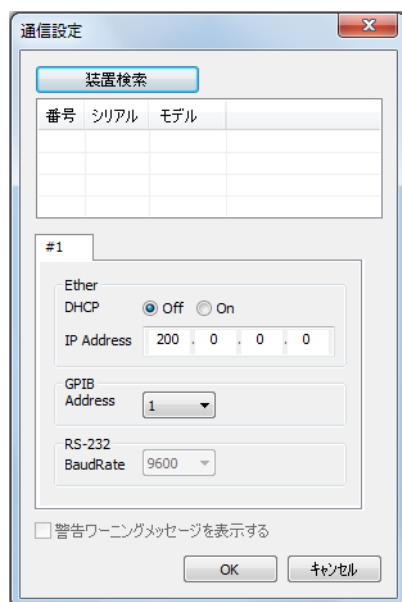 通信設定
装置検索
番号 シリアル モデル
#1
Ether
DHCP Off On
IP Address 200 . 0 . 0 . 0
GPIB
Address 1
RS-232
BaudRate 9600
警告ワーニングメッセージを表示する
OK キャンセル